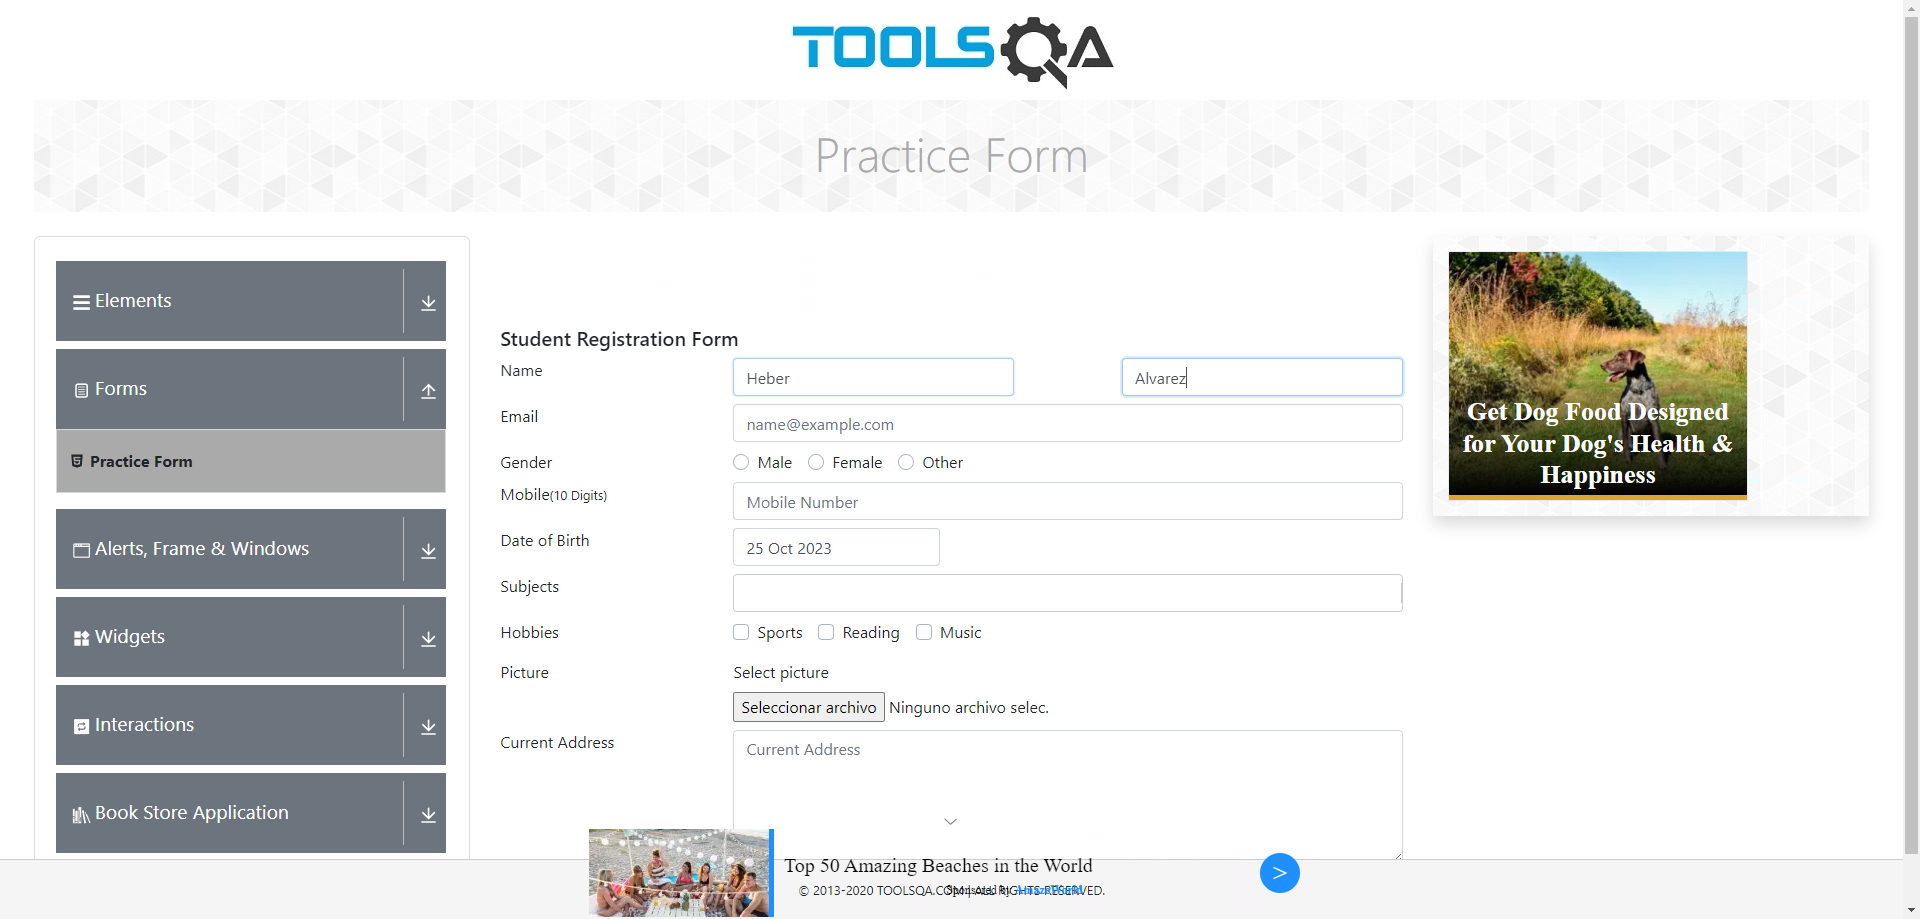 TOOLSQA
Practice Form
Elements
Forms
Practice Form
Alerts, Frame & Windows
Widgets
Interactions
Book Store Application
Student Registration Form
Name
Heber
Alvarez
Email
name@example.com
Gender
Male
Female
Other
Mobile(10 Digits)
Mobile Number
Date of Birth
25 Oct 2023
Subjects
Hobbies
Sports
Reading
Music
Picture
Select picture
Seleccionar archivo
Ninguno archivo selec.
Current Address
Current Address
Get Dog Food Designed
for Your Dog's Health &
Happiness
Top 50 Amazing Beaches in the World
>
© 2013-2020 TOOLSQA.COM | ALL RIGHTS RESERVED.
Sponsored by